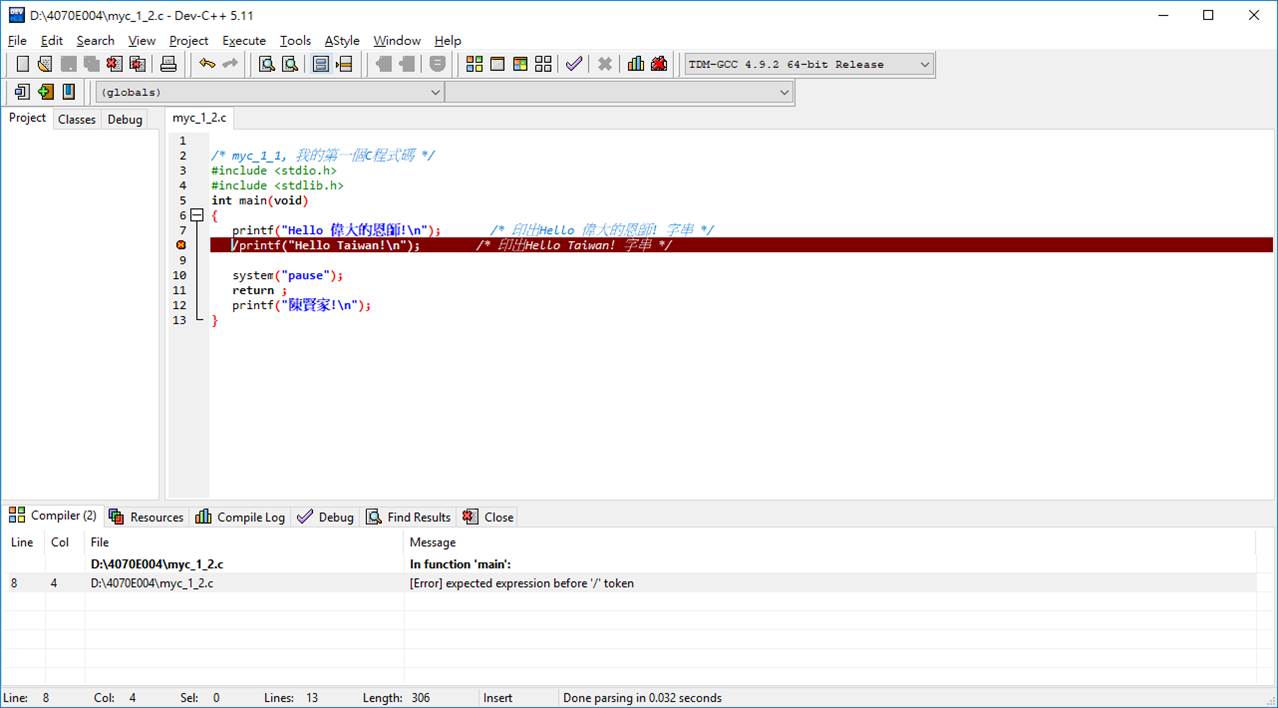 D:\4070E004\myc_1_2.c - Dev-C++ 5.11
File Edit Search View Project Execute Tools AStyle Window Help
TDM-GCC 4.9.2 64-bit Release
(globals)
Project Classes Debug
myc_1_2.c
1
2 /* myc_1_1, 我的第一個C程式碼 */
3 #include <stdio.h>
4 #include <stdlib.h>
5 int main(void)
6 {
7 printf("Hello 偉大的恩師!\n"); /* 印出Hello 偉大的恩師! 字串 */
/printf("Hello Taiwan!\n"); /* 印出Hello Taiwan! 字串 */
9
10 system("pause");
11 return ;
12 printf("陳賢家!\n");
13 }
Compiler (2) Resources Compile Log Debug Find Results Close
Line Col File Message
D:\4070E004\myc_1_2.c In function 'main':
8 4 D:\4070E004\myc_1_2.c [Error] expected expression before '/' token
Line: 8 Col: 4 Sel: 0 Lines: 13 Length: 306 Insert Done parsing in 0.032 seconds